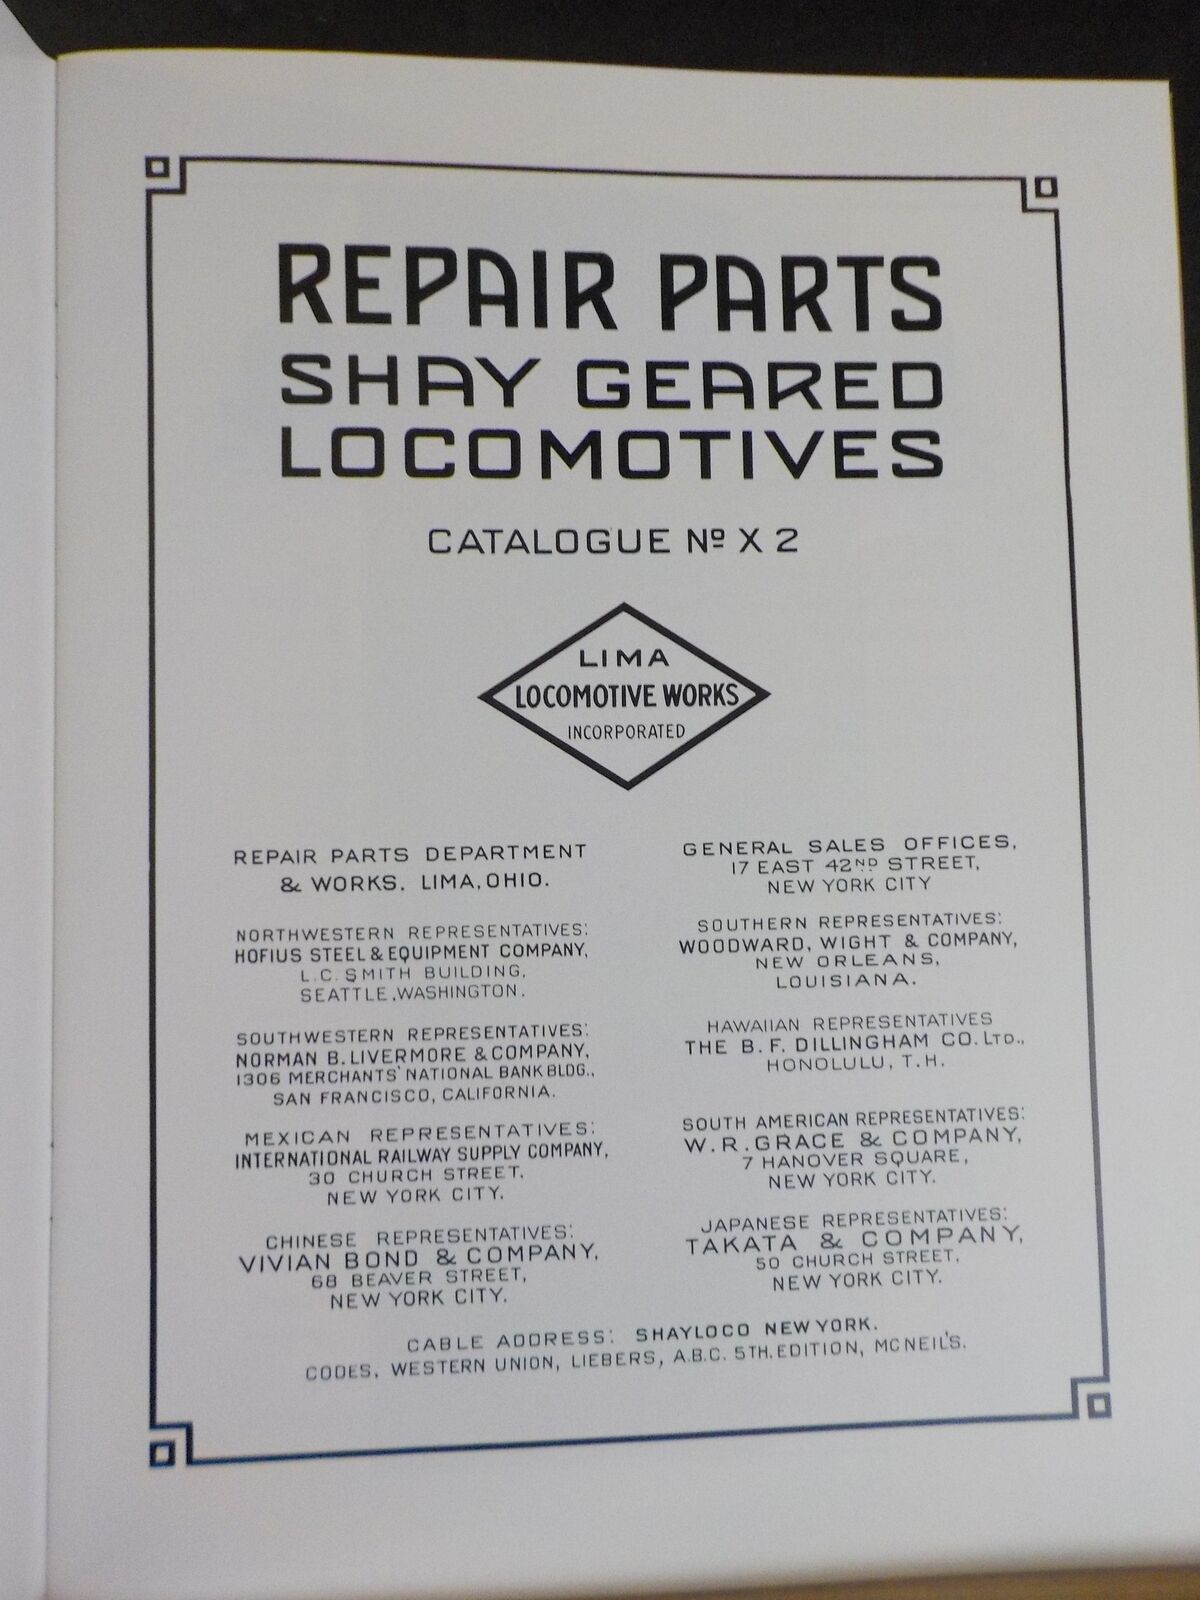 REPAIR PARTS
SHAY GEARED
LOCOMOTIVES
CATALOGUE Nº X 2
LIMA
LOCOMOTIVE WORKS
INCORPORATED
REPAIR PARTS DEPARTMENT
& WORKS. LIMA, OHIO.
GENERAL SALES OFFICES,
17 EAST 42ND STREET,
NEW YORK CITY
NORTHWESTERN REPRESENTATIVES:
HOFIUS STEEL & EQUIPMENT COMPANY,
L.C. SMITH BUILDING,
SEATTLE, WASHINGTON.
SOUTHERN REPRESENTATIVES:
WOODWARD, WIGHT & COMPANY,
NEW ORLEANS,
LOUISIANA.
SOUTHWESTERN REPRESENTATIVES:
NORMAN B. LIVERMORE & COMPANY,
1306 MERCHANTS' NATIONAL BANK BLDG.,
SAN FRANCISCO, CALIFORNIA.
HAWAIIAN REPRESENTATIVES
THE B. F. DILLINGHAM CO. LTD.,
HONOLULU, T.H.
MEXICAN REPRESENTATIVES:
INTERNATIONAL RAILWAY SUPPLY COMPANY,
30 CHURCH STREET.
NEW YORK CITY.
SOUTH AMERICAN REPRESENTATIVES:
W. R. GRACE & COMPANY,
7 HANOVER SQUARE,
NEW YORK CITY.
CHINESE REPRESENTATIVES:
VIVIAN BOND & COMPANY,
68 BEAVER STREET,
NEW YORK CITY.
JAPANESE REPRESENTATIVES:
TAKATA & COMPANY,
50 CHURCH STREET.
NEW YORK CITY.
CABLE ADDRESS: SHAYLOCO NEW YORK.
CODES, WESTERN UNION, LIEBERS, A.B.C. 5TH. EDITION, MC NEIL'S.